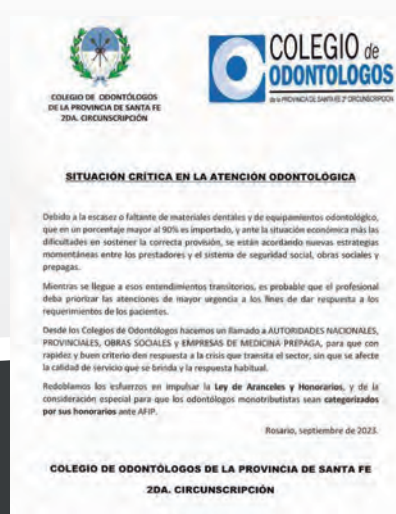 COLEGIO DE ODONTÓLOGOS
DE LA PROVINCIA DE SANTA FE
2DA. CIRCUNSCRIPCIÓN
COLEGIO de
ODONTOLOGOS
de la PROVINCIA DE SANTA FE 2º CIRCUNSCRIPCION
SITUACIÓN CRÍTICA EN LA ATENCIÓN ODONTOLÓGICA
Debido a la escasez o faltante de materiales dentales y de equipamientos odontológico,
que en un porcentaje mayor al 90% es importado, y ante la situación económica más las
dificultades en sostener la correcta provisión, se están acordando nuevas estrategias
momentáneas entre los prestadores y el sistema de seguridad social, obras sociales y
prepagas.
Mientras se llegue a esos entendimientos transitorios, es probable que el profesional
deba priorizar las atenciones de mayor urgencia a los fines de dar respuesta a los
requerimientos de los pacientes.
Desde los Colegios de Odontólogos hacemos un llamado a AUTORIDADES NACIONALES,
PROVINCIALES, OBRAS SOCIALES y EMPRESAS DE MEDICINA PREPAGA, para que con
rapidez y buen criterio den respuesta a la crisis que transita el sector, sin que se afecte
la calidad de servicio que se brinda y la respuesta habitual.
Redoblamos los esfuerzos en impulsar la Ley de Aranceles y Honorarios, y de la
consideración especial para que los odontólogos monotributistas sean categorizados
por sus honorarios ante AFIP.
Rosario, septiembre de 2023.
COLEGIO DE ODONTÓLOGOS DE LA PROVINCIA DE SANTA FE
2DA. CIRCUNSCRIPCIÓN